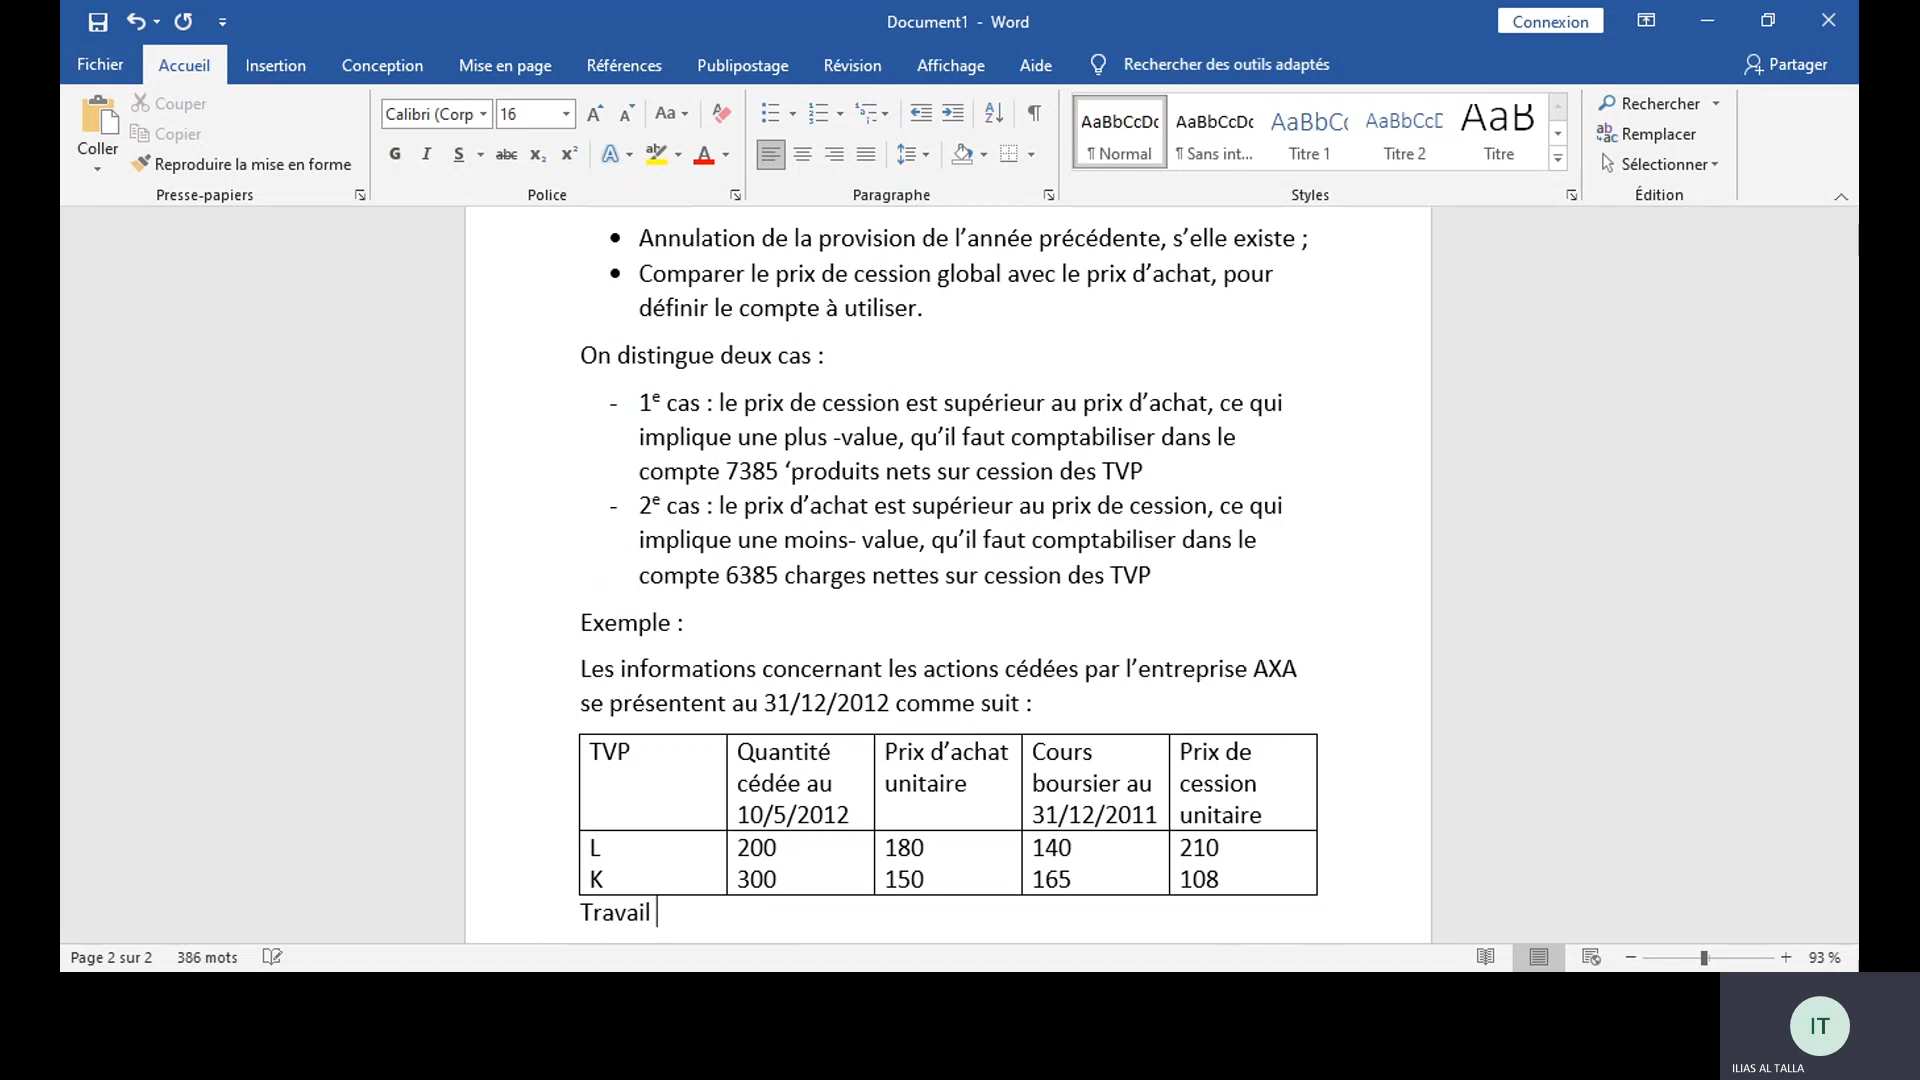 Document1 - Word
Connexion
Fichier Accueil Insertion Conception Mise en page Références Publipostage Révision Affichage Aide Rechercher des outils adaptés Partager
Coller
Couper
Copier
Reproduire la mise en forme
Presse-papiers
Calibri (Corp 16
G I S abc x₂ x²
Police
Paragraphe
AaBbCcDc AaBbCcDc AaBbC( AaBbCcD AaB
¶ Normal ¶ Sans int... Titre 1 Titre 2 Titre
Styles
Rechercher
Remplacer
Sélectionner
Édition
• Annulation de la provision de l’année précédente, s’elle existe ;
• Comparer le prix de cession global avec le prix d’achat, pour
définir le compte à utiliser.
On distingue deux cas :
- 1e cas : le prix de cession est supérieur au prix d’achat, ce qui
implique une plus -value, qu’il faut comptabiliser dans le
compte 7385 ‘produits nets sur cession des TVP
- 2e cas : le prix d’achat est supérieur au prix de cession, ce qui
implique une moins- value, qu’il faut comptabiliser dans le
compte 6385 charges nettes sur cession des TVP
Exemple :
Les informations concernant les actions cédées par l’entreprise AXA
se présentent au 31/12/2012 comme suit :
TVP Quantité cédée au 10/5/2012 Prix d’achat unitaire Cours boursier au 31/12/2011 Prix de cession unitaire
L 200 180 140 210
K 300 150 165 108
Travail
Page 2 sur 2 386 mots 93 %
IT
ILIAS AL TALLA